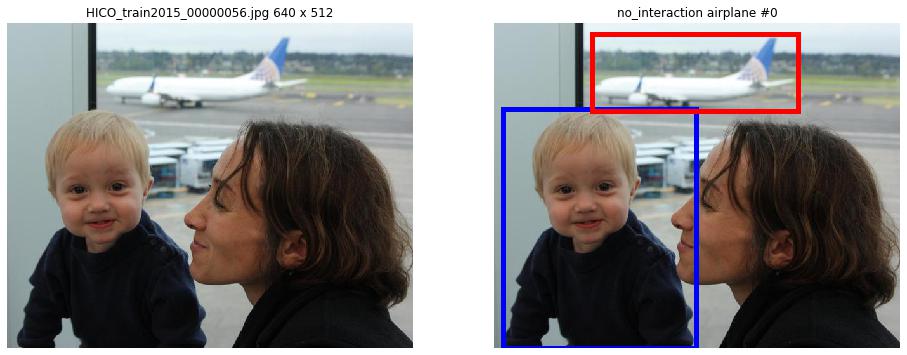 HICO_train2015_00000056.jpg 640 x 512
no_interaction airplane #0